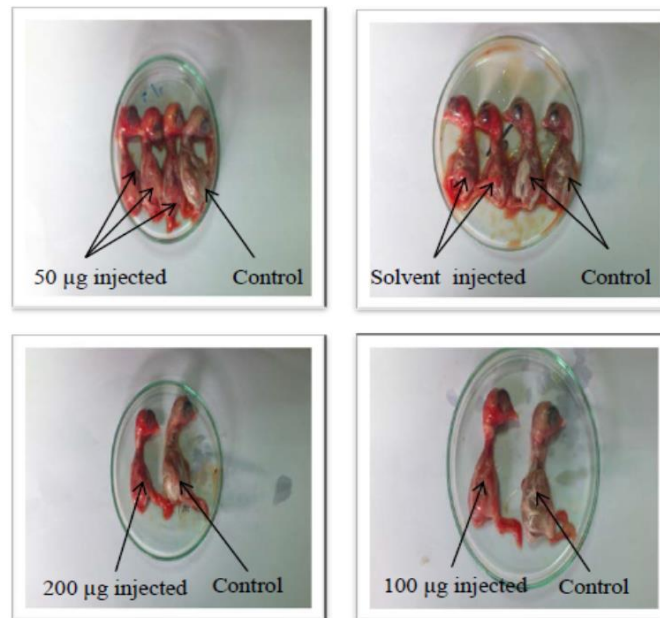 50 µg injected Control
Solvent injected Control
200 µg injected Control
100 µg injected Control